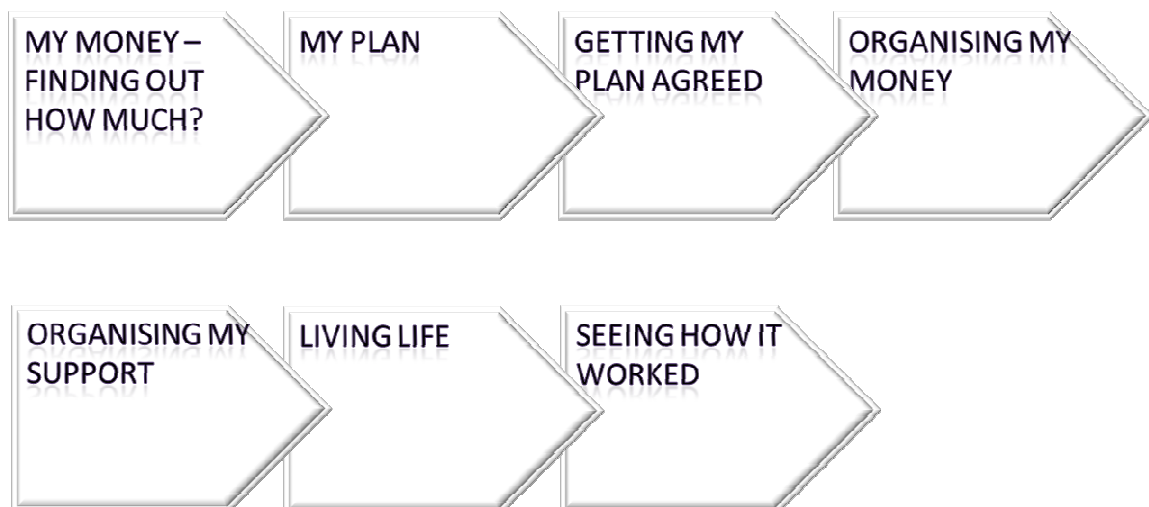 MY MONEY –
FINDING OUT
HOW MUCH?
MY PLAN
GETTING MY
PLAN AGREED
ORGANISING MY
MONEY
ORGANISING MY
SUPPORT
LIVING LIFE
SEEING HOW IT
WORKED